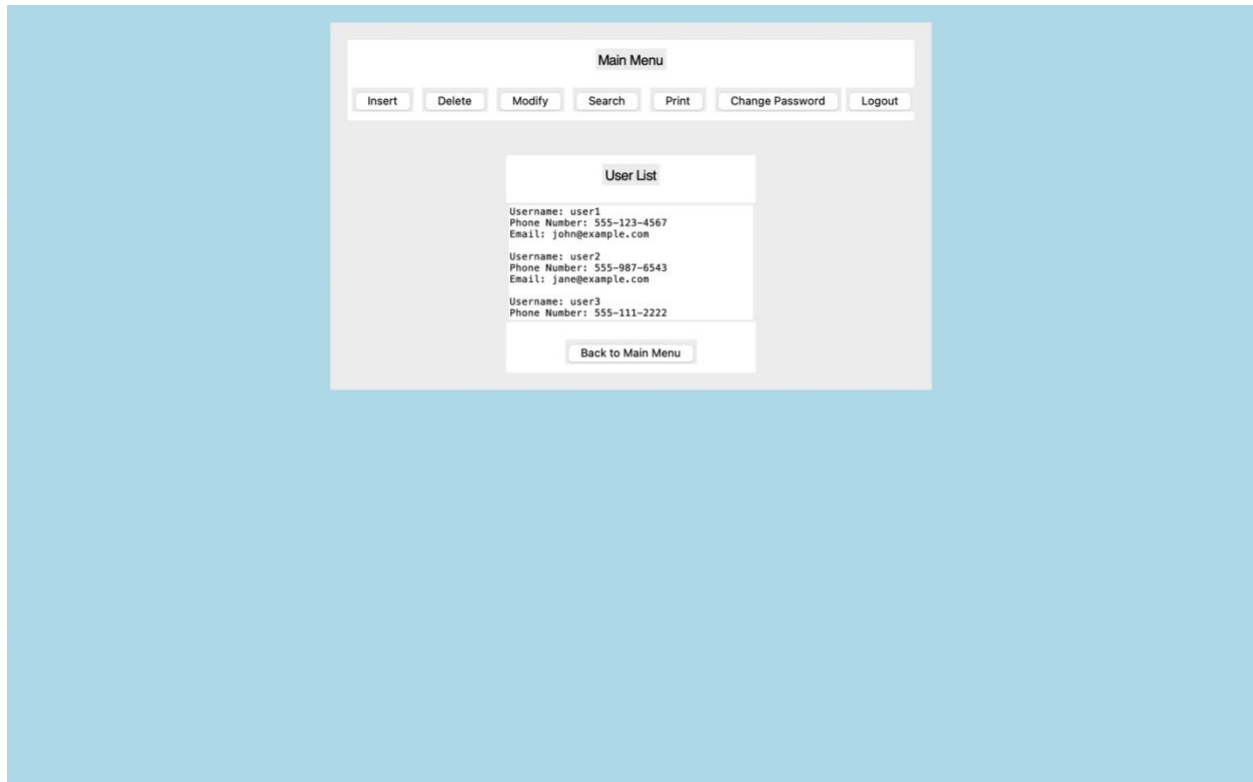 Main Menu
Insert Delete Modify Search Print Change Password Logout
User List
Username: user1
Phone Number: 555-123-4567
Email: john@example.com
Username: user2
Phone Number: 555-987-6543
Email: jane@example.com
Username: user3
Phone Number: 555-111-2222
Back to Main Menu